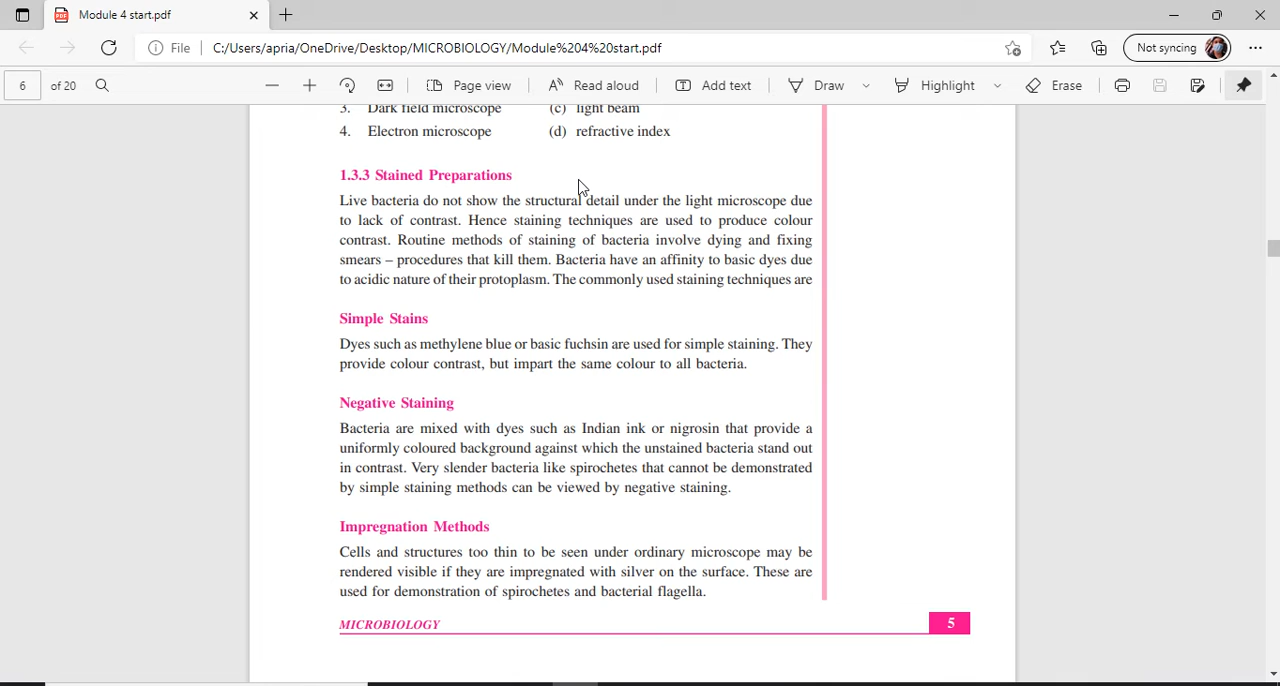 Module 4 start.pdf
File
C:/Users/apria/OneDrive/Desktop/MICROBIOLOGY/Module%204%20start.pdf
Not syncing
6 of 20
Page view
Read aloud
Add text
Draw
Highlight
Erase
3. Dark field microscope (c) light beam
4. Electron microscope (d) refractive index
1.3.3 Stained Preparations
Live bacteria do not show the structural detail under the light microscope due
to lack of contrast. Hence staining techniques are used to produce colour
contrast. Routine methods of staining of bacteria involve dying and fixing
smears – procedures that kill them. Bacteria have an affinity to basic dyes due
to acidic nature of their protoplasm. The commonly used staining techniques are
Simple Stains
Dyes such as methylene blue or basic fuchsin are used for simple staining. They
provide colour contrast, but impart the same colour to all bacteria.
Negative Staining
Bacteria are mixed with dyes such as Indian ink or nigrosin that provide a
uniformly coloured background against which the unstained bacteria stand out
in contrast. Very slender bacteria like spirochetes that cannot be demonstrated
by simple staining methods can be viewed by negative staining.
Impregnation Methods
Cells and structures too thin to be seen under ordinary microscope may be
rendered visible if they are impregnated with silver on the surface. These are
used for demonstration of spirochetes and bacterial flagella.
MICROBIOLOGY 5